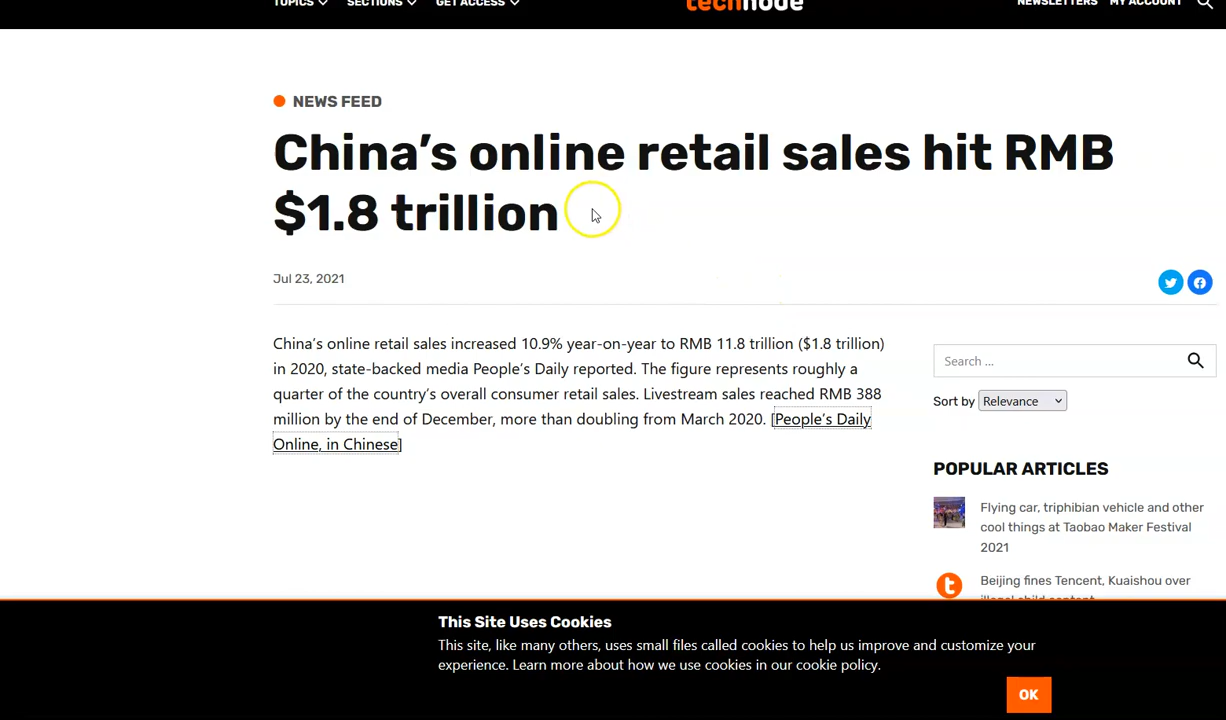 TOPICS SECTIONS GET ACCESS technode NEWSLETTERS MY ACCOUNT
NEWS FEED
China’s online retail sales hit RMB
$1.8 trillion
Jul 23, 2021
China’s online retail sales increased 10.9% year-on-year to RMB 11.8 trillion ($1.8 trillion)
in 2020, state-backed media People’s Daily reported. The figure represents roughly a
quarter of the country’s overall consumer retail sales. Livestream sales reached RMB 388
million by the end of December, more than doubling from March 2020. [People’s Daily
Online, in Chinese]
Search ...
Sort by Relevance
POPULAR ARTICLES
Flying car, triphibian vehicle and other
cool things at Taobao Maker Festival
2021
t
Beijing fines Tencent, Kuaishou over
illegal child content
This Site Uses Cookies
This site, like many others, uses small files called cookies to help us improve and customize your
experience. Learn more about how we use cookies in our cookie policy.
OK